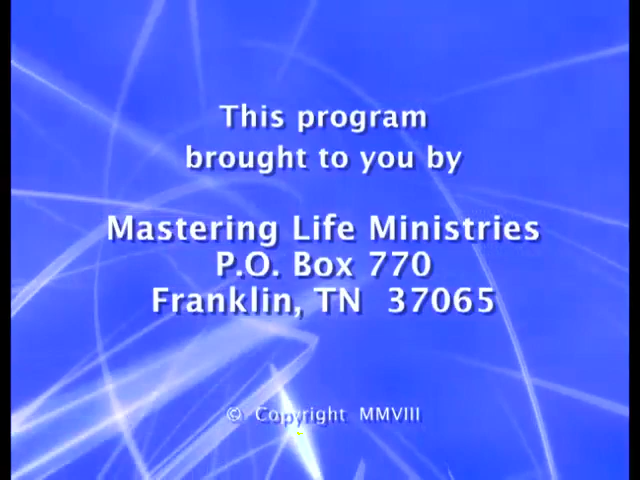 This program
brought to you by
Mastering Life Ministries
P.O. Box 770
Franklin, TN 37065
© Copyright MMVIII